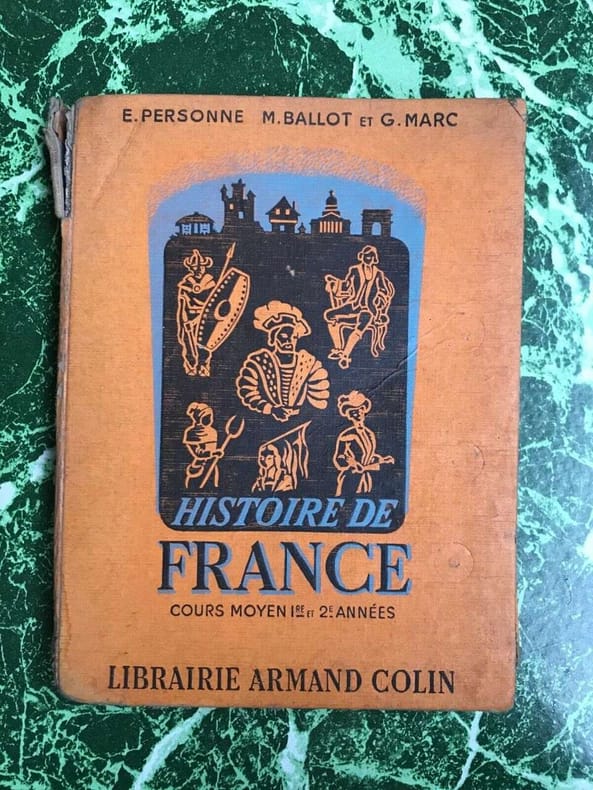 E. PERSONNE M. BALLOT ET G. MARC
HISTOIRE DE
FRANCE
COURS MOYEN 1RE ET 2E ANNÉES
LIBRAIRIE ARMAND COLIN